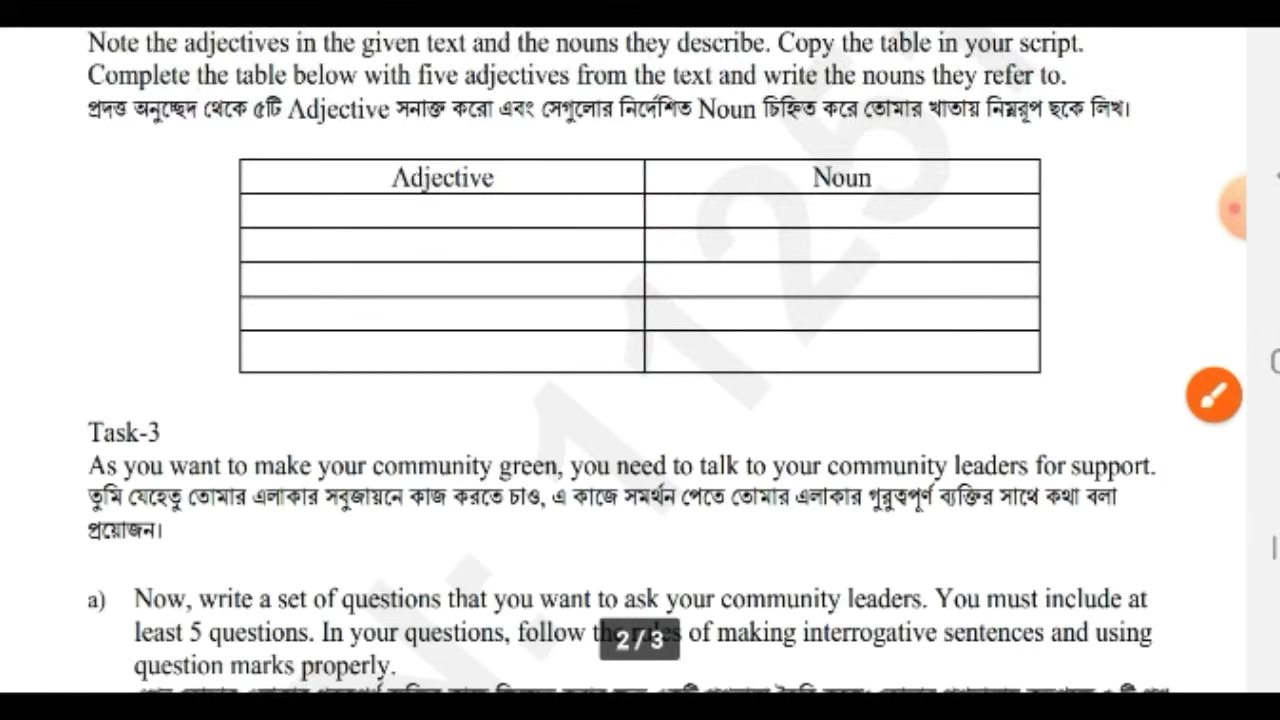 Note the adjectives in the given text and the nouns they describe. Copy the table in your script.
Complete the table below with five adjectives from the text and write the nouns they refer to.
প্রদত্ত অনুচ্ছেদ থেকে ৫টি Adjective সনাক্ত করো এবং সেগুলোর নির্দেশিত Noun চিহ্নিত করে তোমার খাতায় নিম্নরূপ ছকে লিখ।
Adjective Noun
Task-3
As you want to make your community green, you need to talk to your community leaders for support.
তুমি যেহেতু তোমার এলাকার সবুজায়নে কাজ করতে চাও, এ কাজে সমর্থন পেতে তোমার এলাকার গুরুত্বপূর্ণ ব্যক্তির সাথে কথা বলা
প্রয়োজন।
a) Now, write a set of questions that you want to ask your community leaders. You must include at
least 5 questions. In your questions, follow of making interrogative sentences and using
2/3
question marks properly.